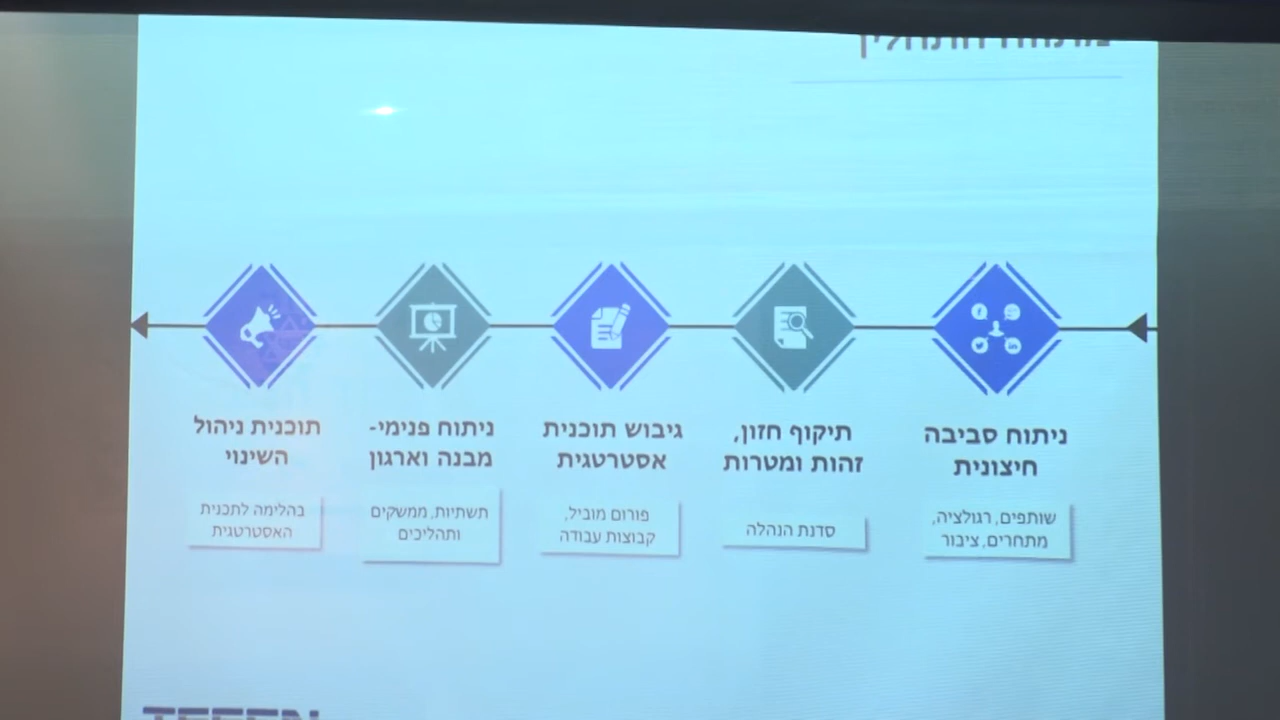 ניתוח סביבה
חיצונית
שותפים, רגולציה,
מתחרים, ציבור
תיקוף חזון,
זהות ומטרות
סדנת הנהלה
גיבוש תוכנית
אסטרטגית
פורום מוביל,
קבוצות עבודה
ניתוח פנימי-
מבנה וארגון
תשתיות, ממשקים
ותהליכים
תוכנית ניהול
השינוי
בהלימה לתכנית
האסטרטגית
TEFEN